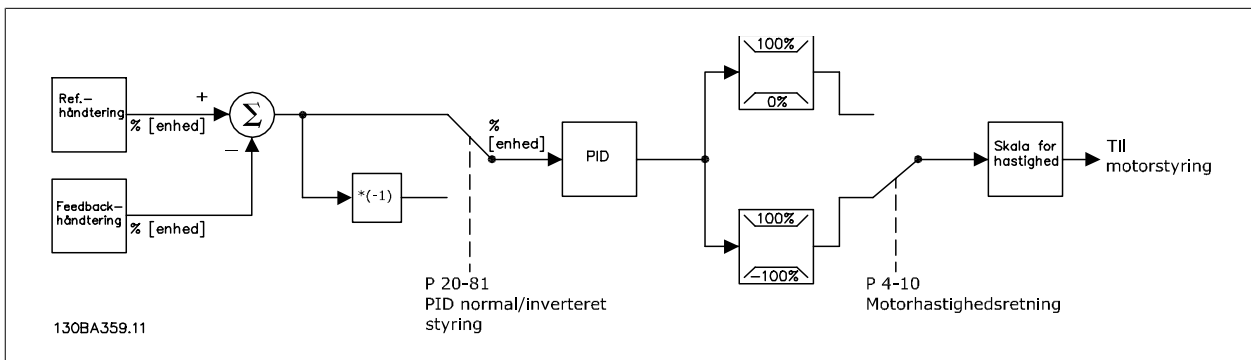 Ref.–
håndtering
% [enhed]
+
–
Σ
Feedback–
håndtering
% [enhed]
*(-1)
%
[enhed]
P 20-81
PID normal/inverteret
styring
PID
100%
0%
100%
–100%
P 4-10
Motorhastighedsretning
Skala for
hastighed
Til
motorstyring
130BA359.11